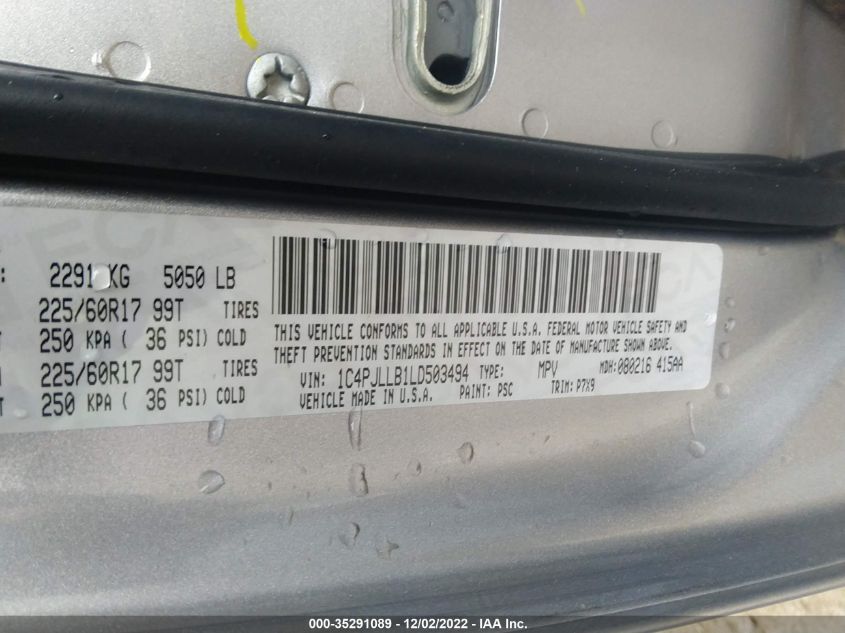 : 2291 KG 5050 LB
225/60R17 99T TIRES
250 KPA ( 36 PSI) COLD
225/60R17 99T TIRES
250 KPA ( 36 PSI) COLD
THIS VEHICLE CONFORMS TO ALL APPLICABLE U.S.A. FEDERAL MOTOR VEHICLE SAFETY AND
THEFT PREVENTION STANDARDS IN EFFECT ON THE DATE OF MANUFACTURE SHOWN ABOVE.
VIN: 1C4PJLLB1LD503494 TYPE: MPV MDH:080216 415AA
VEHICLE MADE IN U.S.A. PAINT: PSC TRIM: P7X9
000-35291089 - 12/02/2022 - IAA Inc.